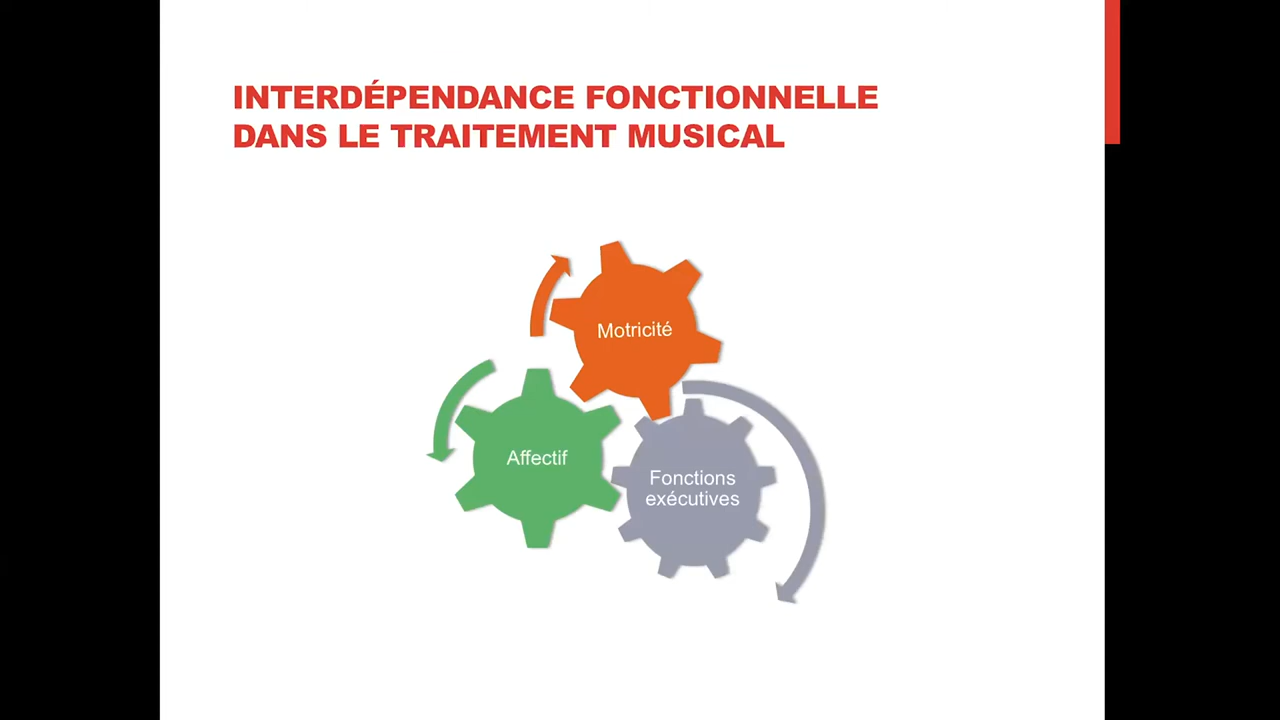 INTERDÉPENDANCE FONCTIONNELLE
DANS LE TRAITEMENT MUSICAL
Motricité
Affectif
Fonctions
exécutives